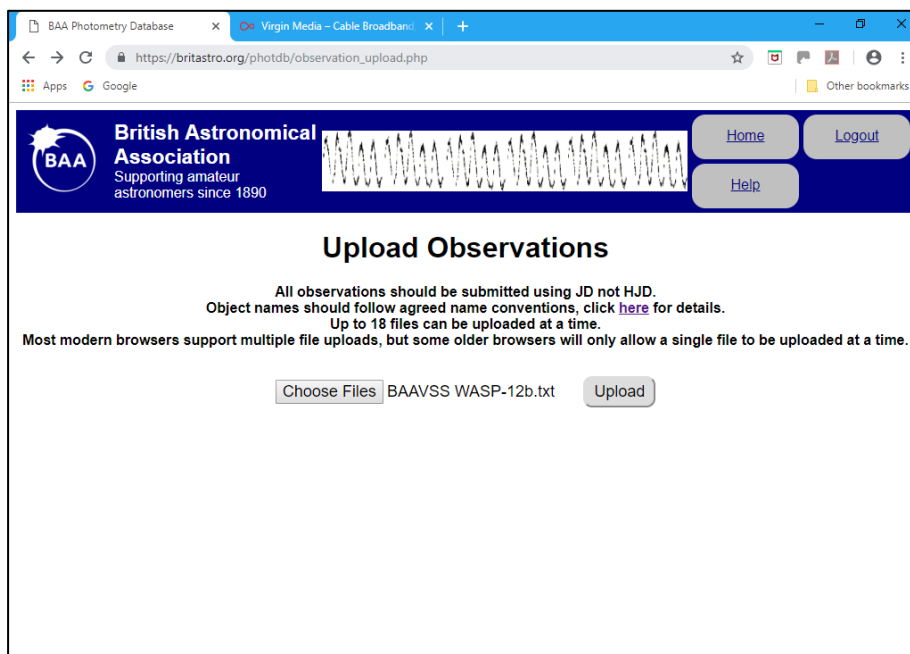 BAA Photometry Database
Virgin Media – Cable Broadband,
https://britastro.org/photdb/observation_upload.php
Apps
Google
Other bookmarks
BAA
British Astronomical
Association
Supporting amateur
astronomers since 1890
Home
Logout
Help
Upload Observations
All observations should be submitted using JD not HJD.
Object names should follow agreed name conventions, click here for details.
Up to 18 files can be uploaded at a time.
Most modern browsers support multiple file uploads, but some older browsers will only allow a single file to be uploaded at a time.
Choose Files BAAVSS WASP-12b.txt Upload